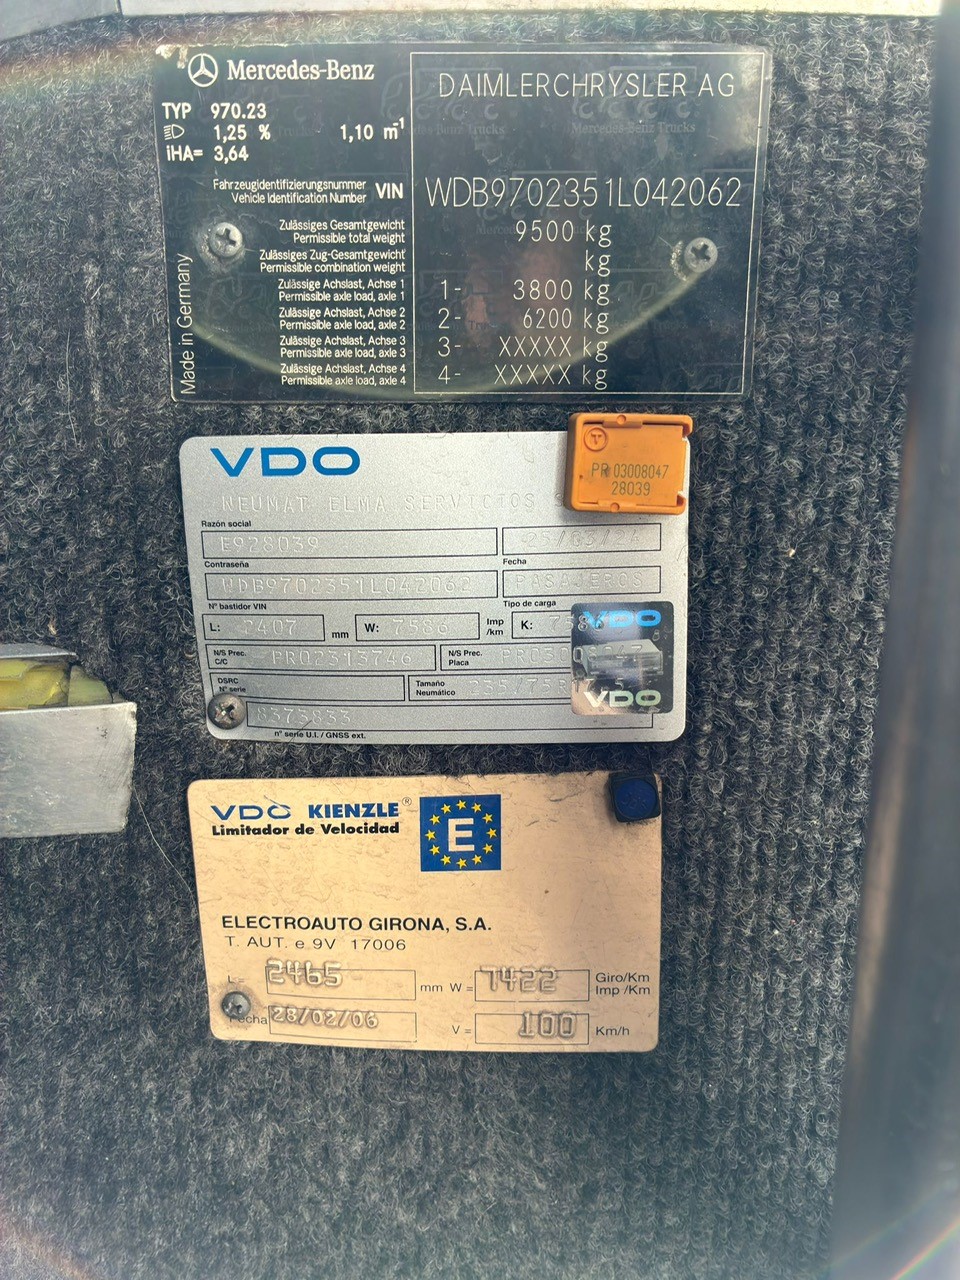 Mercedes-Benz
TYP 970.23
1,25 % 1,10 m⁻¹
iHA= 3,64
DAIMLERCHRYSLER AG
Fahrzeugidentifizierungsnummer
Vehicle Identification Number VIN WDB9702351L042062
Zulässiges Gesamtgewicht
Permissible total weight 9500 kg
Zulässiges Zug-Gesamtgewicht
Permissible combination weight kg
Zulässige Achslast, Achse 1
Permissible axle load, axle 1 1- 3800 kg
Zulässige Achslast, Achse 2
Permissible axle load, axle 2 2- 6200 kg
Zulässige Achslast, Achse 3
Permissible axle load, axle 3 3- XXXXX kg
Zulässige Achslast, Achse 4
Permissible axle load, axle 4 4- XXXXX kg
Made in Germany
Mercedes-Benz Trucks
VDO
T
PR 03008047
28039
NEUMAT ELMA SERVICIOS
Razón social
E928039 25/03/24
Contraseña Fecha
WDB9702351L042062 PASAJEROS
Nº bastidor VIN Tipo de carga
L: 2407 mm W: 7586 Imp /km K: 7586
N/S Prec. C/C PR02313746 N/S Prec. Placa
DSRC Nº serie Tamaño Neumático 235/75
8373833
nº serie U.I. / GNSS ext.
VDO
VDO
VDO KIENZLE®
Limitador de Velocidad
E
ELECTROAUTO GIRONA, S.A.
T. AUT. e 9V 17006
L= 2465 mm W = 7422 Giro/Km
Imp /Km
Fecha 28/02/06 V = 100 Km/h